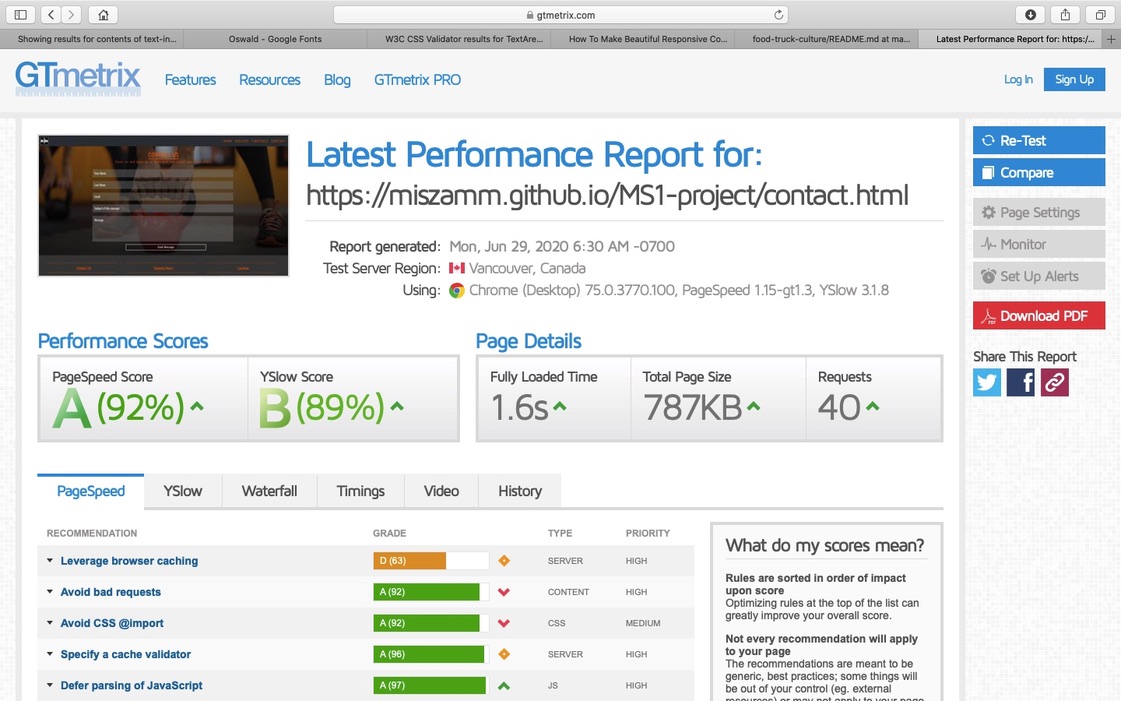 gtmetrix.com
Showing results for contents of text-in...
Oswald - Google Fonts
W3C CSS Validator results for TextAre...
How To Make Beautiful Responsive Co...
food-truck-culture/README.md at ma...
Latest Performance Report for: https:/...
GTmetrix
Features
Resources
Blog
GTmetrix PRO
Log In
Sign Up
Latest Performance Report for:
https://miszamm.github.io/MS1-project/contact.html
Report generated: Mon, Jun 29, 2020 6:30 AM -0700
Test Server Region: Vancouver, Canada
Using: Chrome (Desktop) 75.0.3770.100, PageSpeed 1.15-gt1.3, YSlow 3.1.8
Re-Test
Compare
Page Settings
Monitor
Set Up Alerts
Download PDF
Share This Report
Performance Scores
PageSpeed Score
A (92%)
YSlow Score
B (89%)
Page Details
Fully Loaded Time
1.6s
Total Page Size
787KB
Requests
40
PageSpeed
YSlow
Waterfall
Timings
Video
History
RECOMMENDATION GRADE TYPE PRIORITY
Leverage browser caching D (63) SERVER HIGH
Avoid bad requests A (92) CONTENT HIGH
Avoid CSS @import A (92) CSS MEDIUM
Specify a cache validator A (96) SERVER HIGH
Defer parsing of JavaScript A (97) JS HIGH
What do my scores mean?
Rules are sorted in order of impact
upon score
Optimizing rules at the top of the list can
greatly improve your overall score.
Not every recommendation will apply
to your page
The recommendations are meant to be
generic, best practices; some things
will be out of your control (eg. external
resources) or may not apply to your page